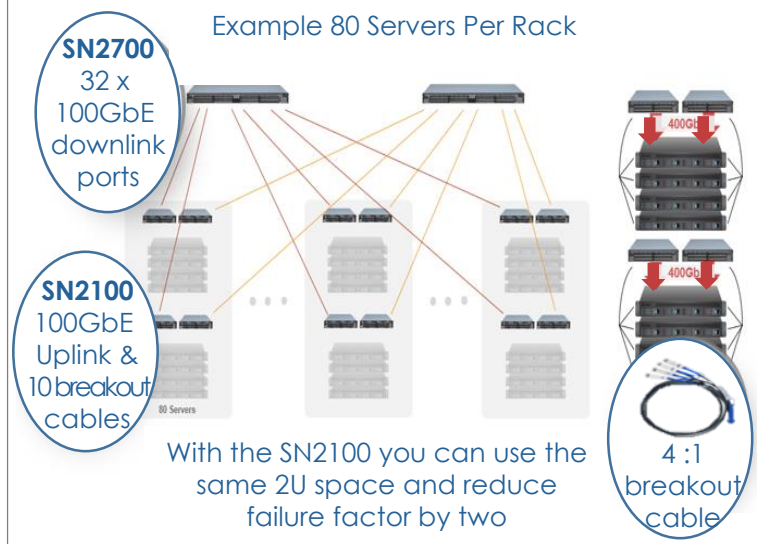 Example 80 Servers Per Rack
SN2700
32 x
100GbE
downlink
ports
400Gb
SN2100
100GbE
Uplink &
10 breakout
cables
400Gb
80 Servers
With the SN2100 you can use the
same 2U space and reduce
failure factor by two
4 :1
breakout
cable